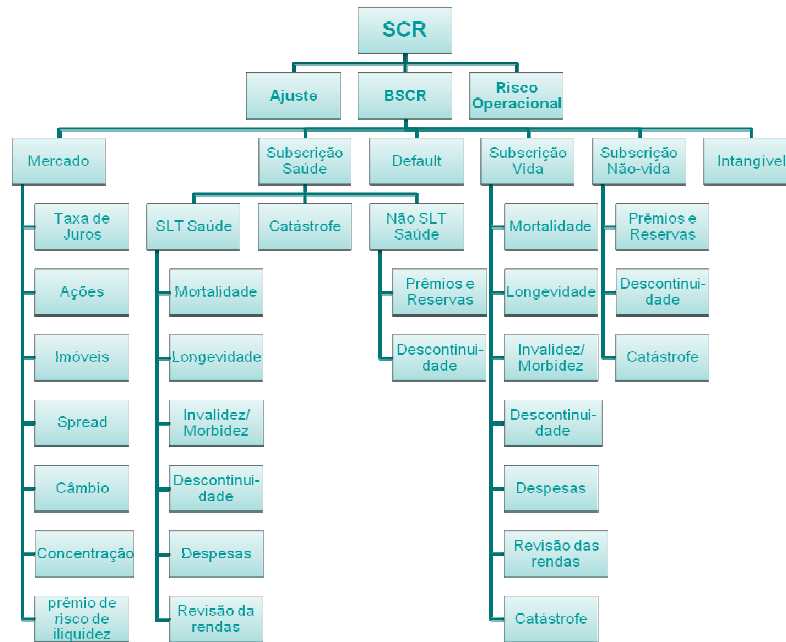 SCR
Ajuste
BSCR
Risco
Operacional
Mercado
Subscrição
Saúde
Default
Subscrição
Vida
Subscrição
Não-vida
Intangível
Taxa de
Juros
SLT Saúde
Catástrofe
Não SLT
Saúde
Mortalidade
Prêmios e
Reservas
Ações
Mortalidade
Prêmios e
Reservas
Longevidade
Descontinui-
dade
Imóveis
Longevidade
Descontinui-
dade
Invalidez/
Morbidez
Catástrofe
Spread
Invalidez/
Morbidez
Descontinui-
dade
Câmbio
Descontinui-
dade
Despesas
Concentração
Despesas
Revisão das
rendas
prêmio de
risco de
iliquidez
Revisão da
rendas
Catástrofe